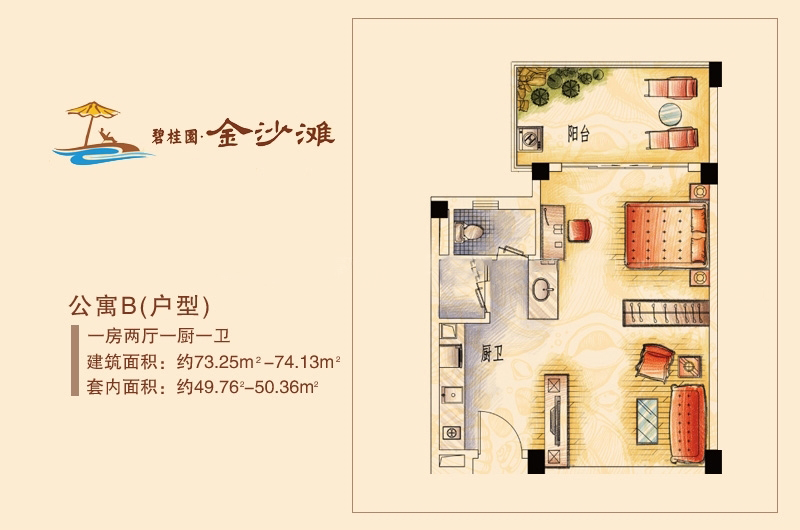 碧桂园·金沙滩
公寓B(户型)
一房两厅一厨一卫
建筑面积：约73.25m²-74.13m²
套内面积：约49.76²-50.36m²
阳台
厨卫